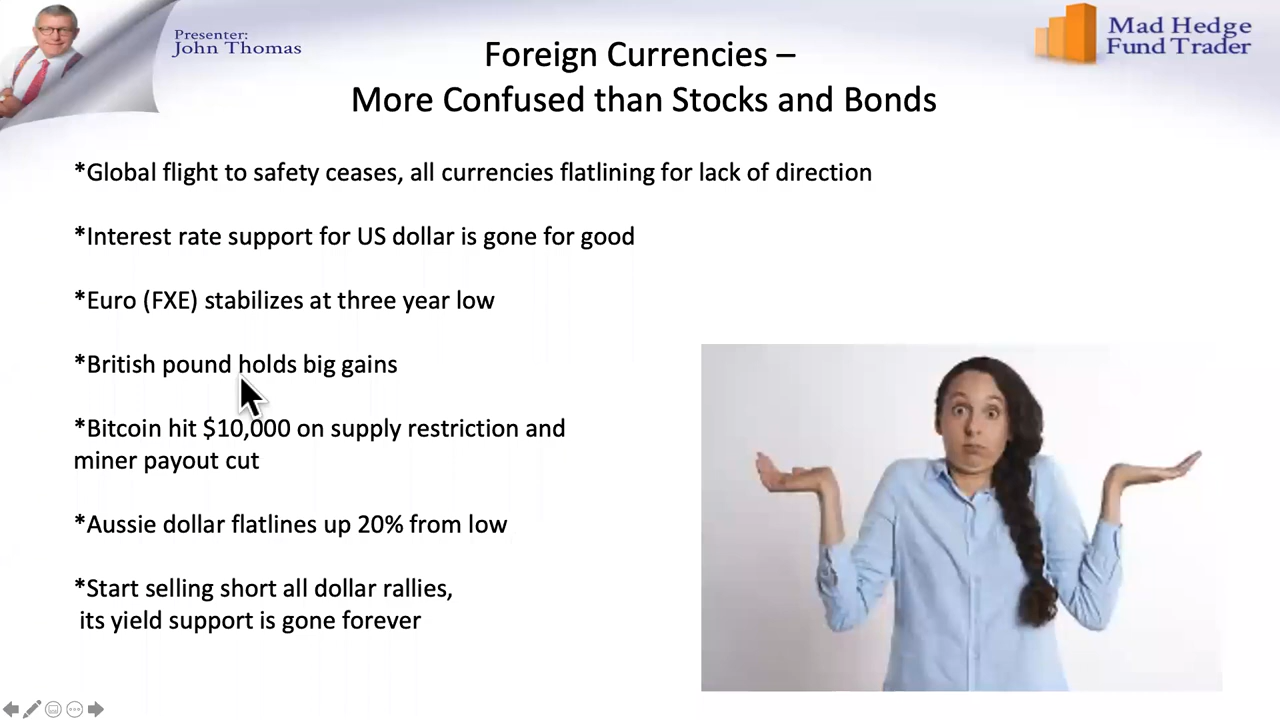 Presenter:
John Thomas
Mad Hedge
Fund Trader
Foreign Currencies –
More Confused than Stocks and Bonds
*Global flight to safety ceases, all currencies flatlining for lack of direction
*Interest rate support for US dollar is gone for good
*Euro (FXE) stabilizes at three year low
*British pound holds big gains
*Bitcoin hit $10,000 on supply restriction and
miner payout cut
*Aussie dollar flatlines up 20% from low
*Start selling short all dollar rallies,
its yield support is gone forever